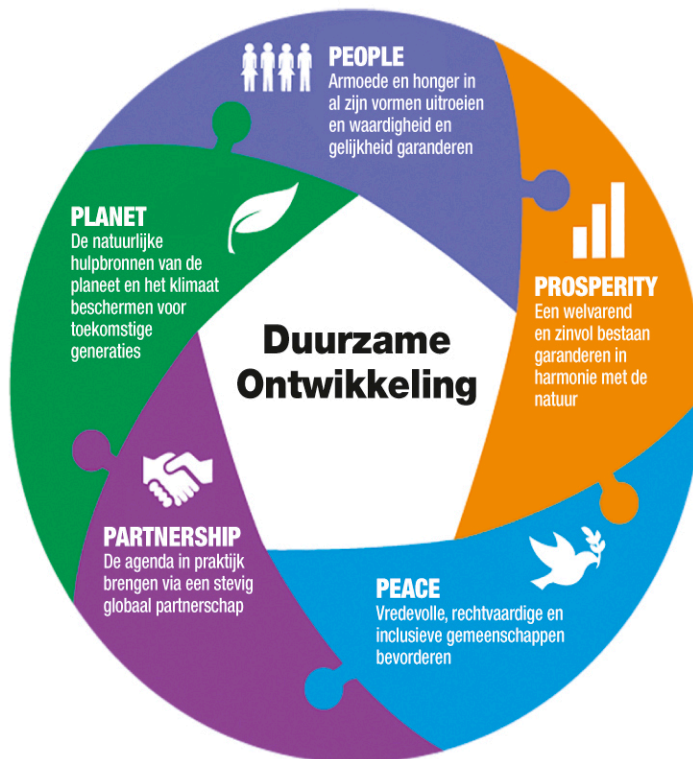 PEOPLE
Armoede en honger in
al zijn vormen uitroeien
en waardigheid en
gelijkheid garanderen
PROSPERITY
Een welvarend
en zinvol bestaan
garanderen in
harmonie met de
natuur
PEACE
Vredevolle, rechtvaardige en
inclusieve gemeenschappen
bevorderen
PARTNERSHIP
De agenda in praktijk
brengen via een stevig
globaal partnerschap
PLANET
De natuurlijke
hulpbronnen van de
planeet en het klimaat
beschermen voor
toekomstige
generaties
Duurzame
Ontwikkeling